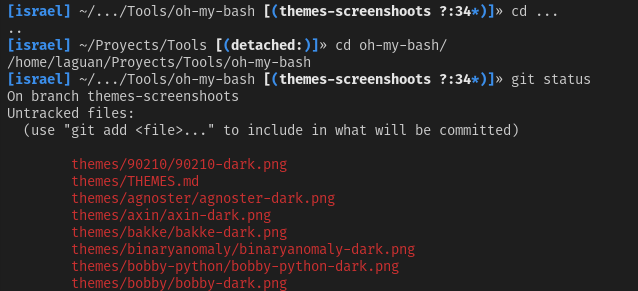 [israel] ~/.../Tools/oh-my-bash [(themes-screenshoots ?:34*)]» cd ...
..
[israel] ~/Proyects/Tools [(detached:)]» cd oh-my-bash/
/home/laguan/Proyects/Tools/oh-my-bash
[israel] ~/.../Tools/oh-my-bash [(themes-screenshoots ?:34*)]» git status
On branch themes-screenshoots
Untracked files:
(use "git add <file>..." to include in what will be committed)
themes/90210/90210-dark.png
themes/THEMES.md
themes/agnoster/agnoster-dark.png
themes/axin/axin-dark.png
themes/bakke/bakke-dark.png
themes/binaryanomaly/binaryanomaly-dark.png
themes/bobby-python/bobby-python-dark.png
themes/bobby/bobby-dark.png